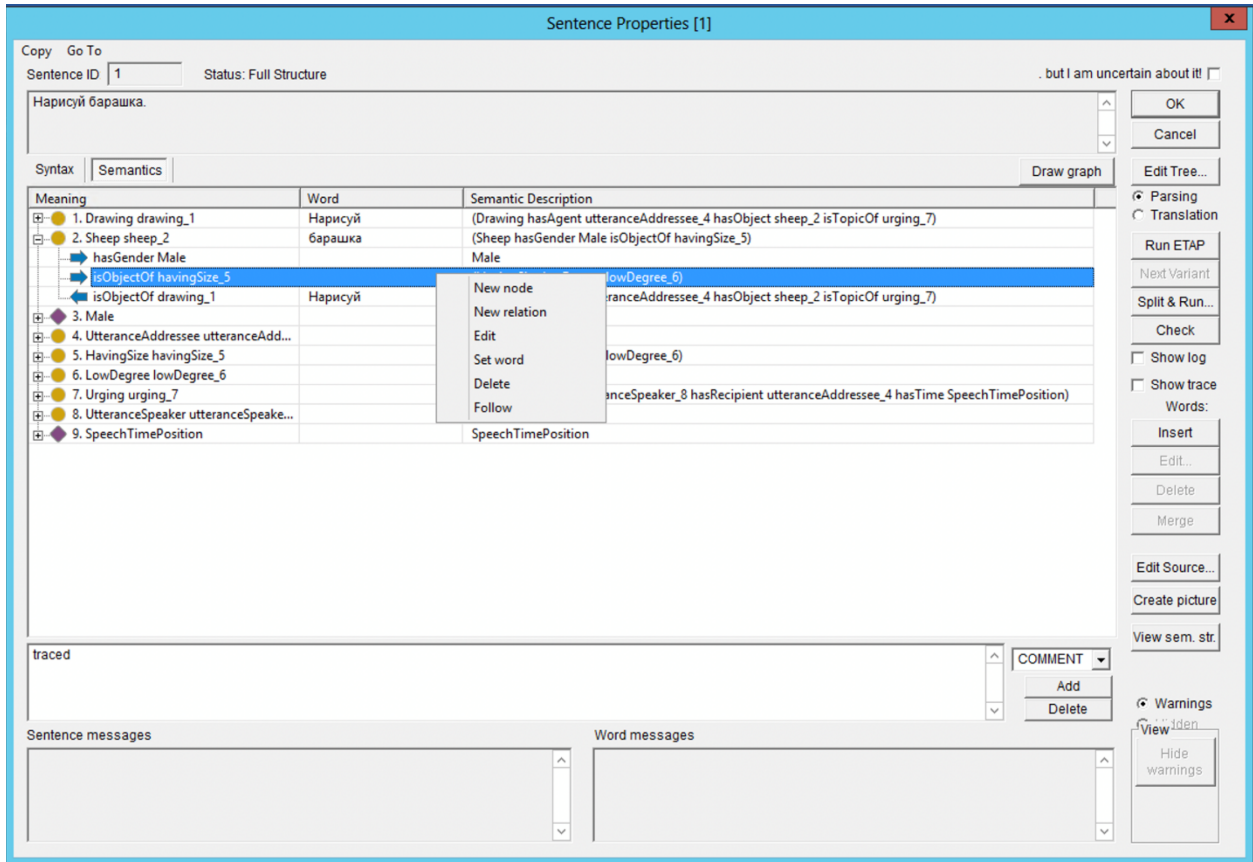 Sentence Properties [1]
x
Copy Go To
Sentence ID 1 Status: Full Structure . but I am uncertain about it!
Нарисуй барашка.
OK
Cancel
Syntax Semantics Draw graph Edit Tree...
Meaning Word Semantic Description
Parsing
Translation
1. Drawing drawing_1 Нарисуй (Drawing hasAgent utteranceAddressee_4 hasObject sheep_2 isTopicOf urging_7)
2. Sheep sheep_2 барашка (Sheep hasGender Male isObjectOf havingSize_5)
Run ETAP
hasGender Male Male
isObjectOf havingSize_5 lowDegree_6)
Next Variant
isObjectOf drawing_1 Нарисуй eranceAddressee_4 hasObject sheep_2 isTopicOf urging_7)
Split & Run...
3. Male
4. UtteranceAddressee utteranceAdd...
Check
5. HavingSize havingSize_5 lowDegree_6)
Show log
6. LowDegree lowDegree_6
7. Urging urging_7 anceSpeaker_8 hasRecipient utteranceAddressee_4 hasTime SpeechTimePosition)
Show trace
8. UtteranceSpeaker utteranceSpeake...
Words:
9. SpeechTimePosition SpeechTimePosition
New node
New relation
Edit
Set word
Delete
Follow
Insert
Edit...
Delete
Merge
Edit Source...
Create picture
View sem. str.
traced
COMMENT
Add
Delete
Warnings
View
Sentence messages Word messages
Hide
warnings